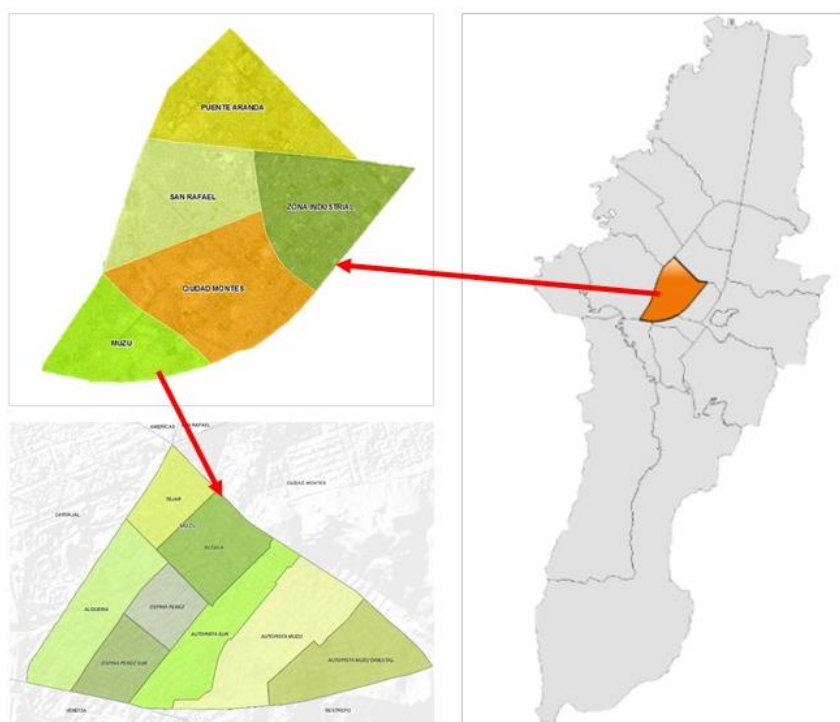 PUENTE ARANDA
SAN RAFAEL
ZONA INDUSTRIAL
CIUDAD MONTES
MUZU
AMERICAS
SAN RAFAEL
CIUDAD MONTES
CARVAJAL
TEJAR
MUZU
ALCALA
ALQUERIA
OSPINA PEREZ
AUTOPISTA SUR
AUTOPISTA MUZU
OSPINA PEREZ SUR
AUTOPISTA MUZU ORIENTAL
VENECIA
RESTREPO